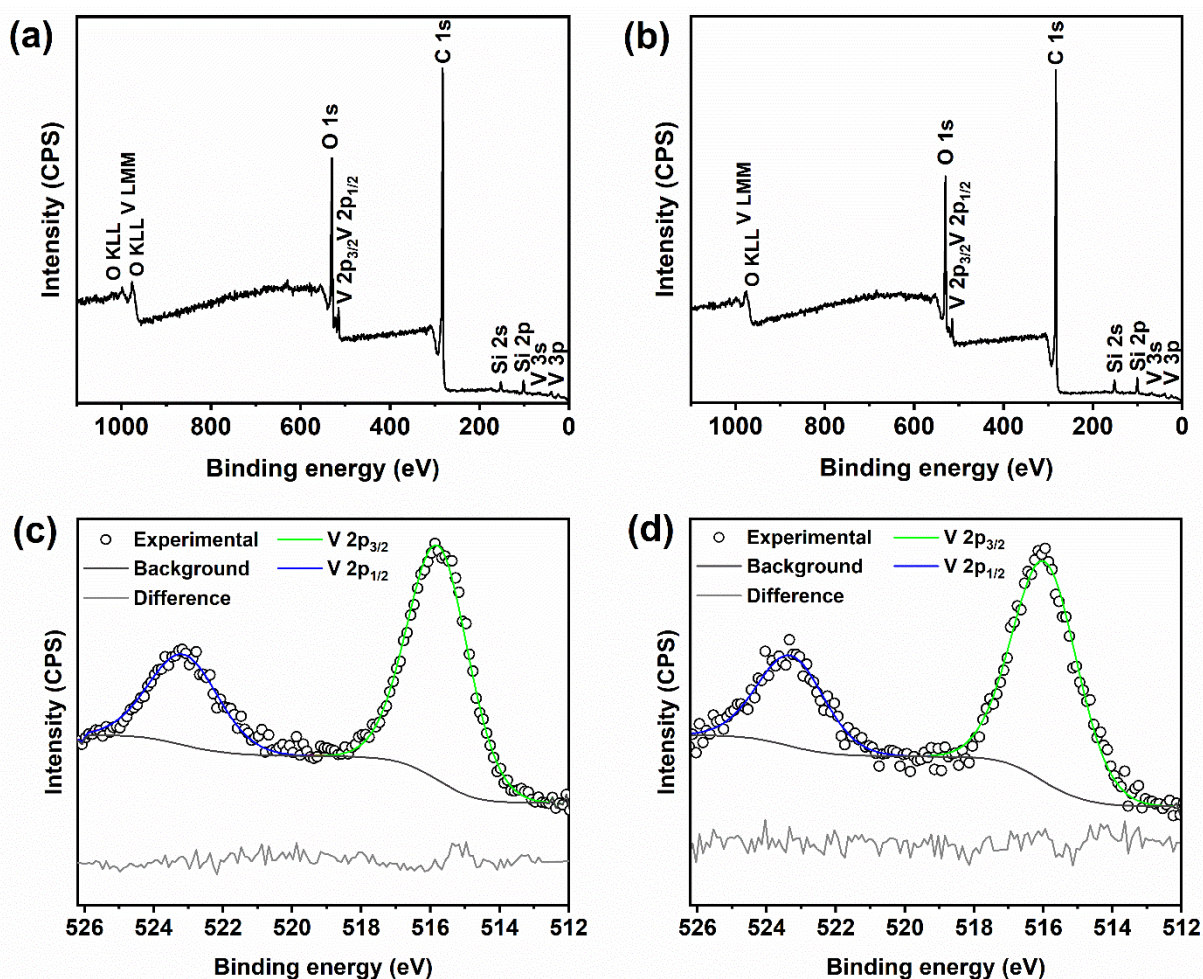 (a)
Intensity (CPS)
O KLL
O KLL
V LMM
O 1s
V 2p3/2
V 2p1/2
C 1s
Si 2s
Si 2p
V 3s
V 3p
1000 800 600 400 200 0
Binding energy (eV)
(b)
Intensity (CPS)
O KLL
V LMM
O 1s
V 2p3/2
V 2p1/2
C 1s
Si 2s
Si 2p
V 3s
V 3p
1000 800 600 400 200 0
Binding energy (eV)
(c)
Intensity (CPS)
Experimental V 2p3/2
Background V 2p1/2
Difference
526 524 522 520 518 516 514 512
Binding energy (eV)
(d)
Intensity (CPS)
Experimental V 2p3/2
Background V 2p1/2
Difference
526 524 522 520 518 516 514 512
Binding energy (eV)